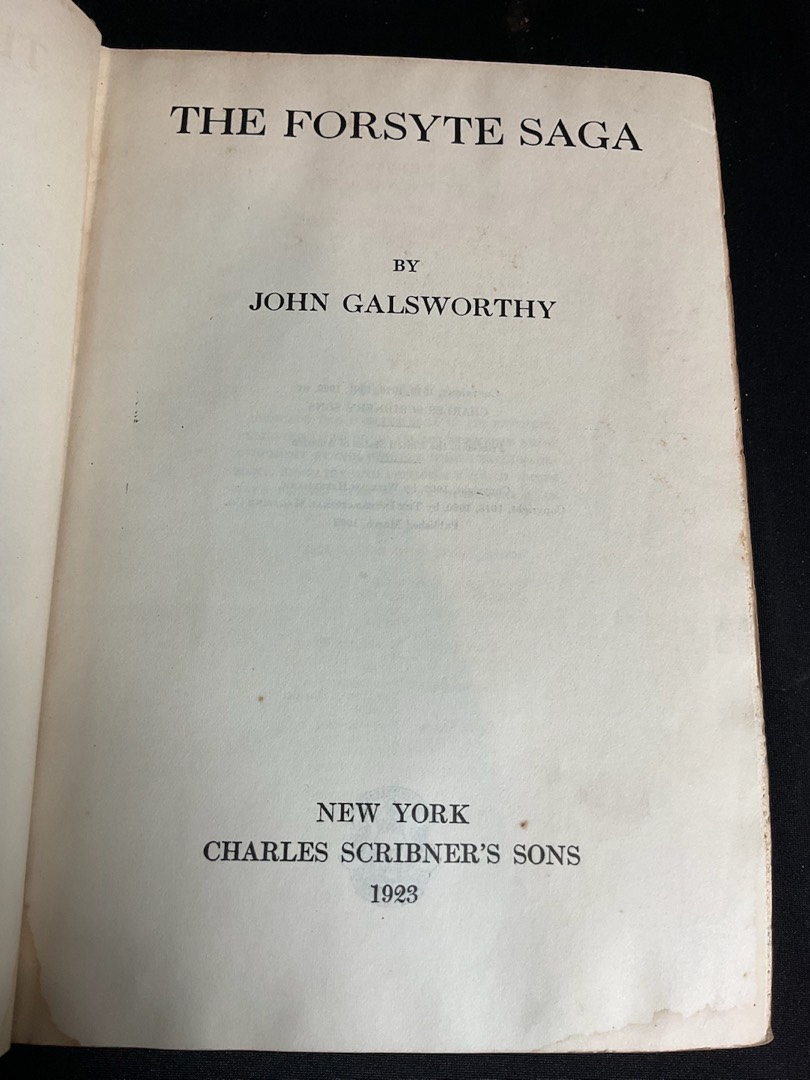 THE FORSYTE SAGA
BY
JOHN GALSWORTHY
NEW YORK
CHARLES SCRIBNER'S SONS
1923